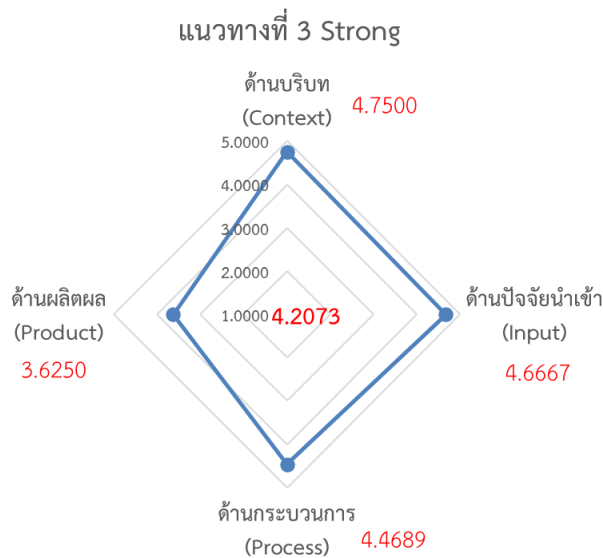 แนวทางที่ 3 Strong
ด้านบริบท
(Context)
4.7500
5.0000
4.0000
3.0000
2.0000
1.0000
4.2073
ด้านผลิตผล
(Product)
3.6250
ด้านปัจจัยนำเข้า
(Input)
4.6667
ด้านกระบวนการ
(Process)
4.4689